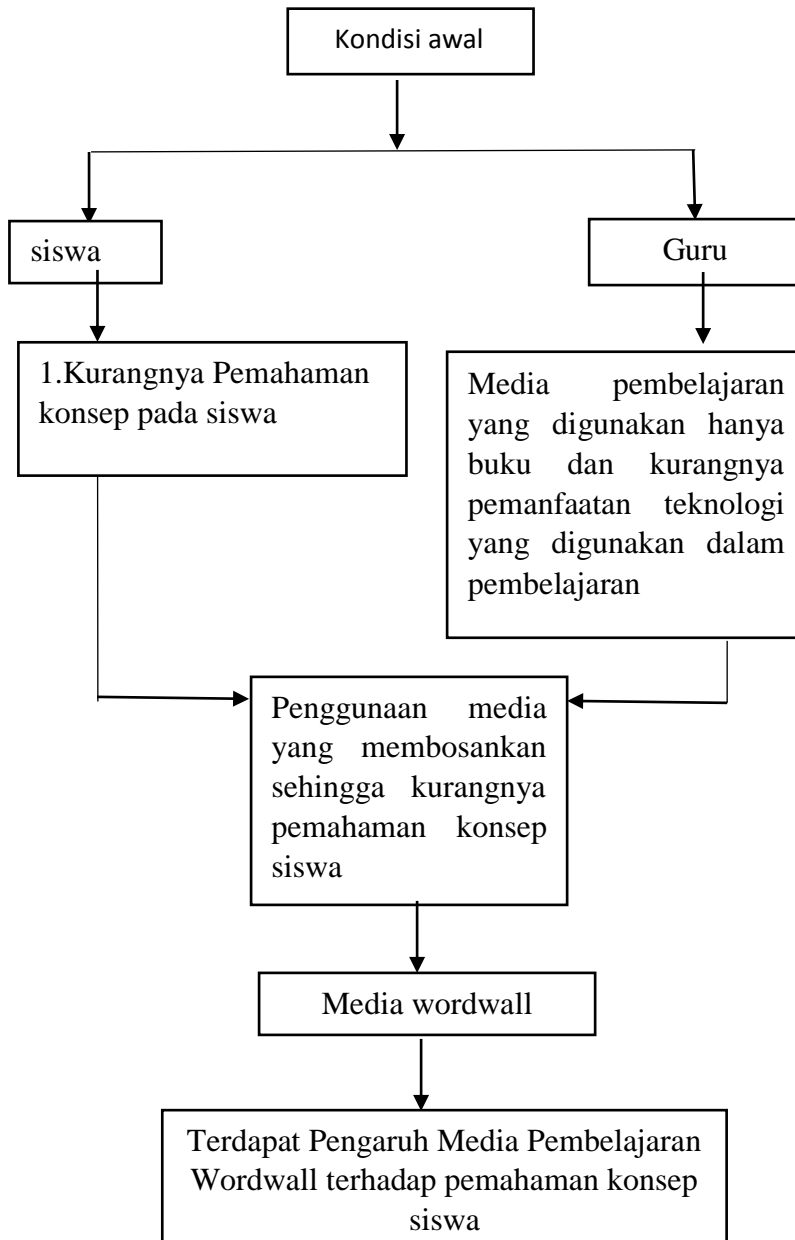 Kondisi awal
siswa
Guru
1.Kurangnya Pemahaman
konsep pada siswa
Media pembelajaran
yang digunakan hanya
buku dan kurangnya
pemanfaatan teknologi
yang digunakan dalam
pembelajaran
Penggunaan media
yang membosankan
sehingga kurangnya
pemahaman konsep
siswa
Media wordwall
Terdapat Pengaruh Media Pembelajaran
Wordwall terhadap pemahaman konsep
siswa